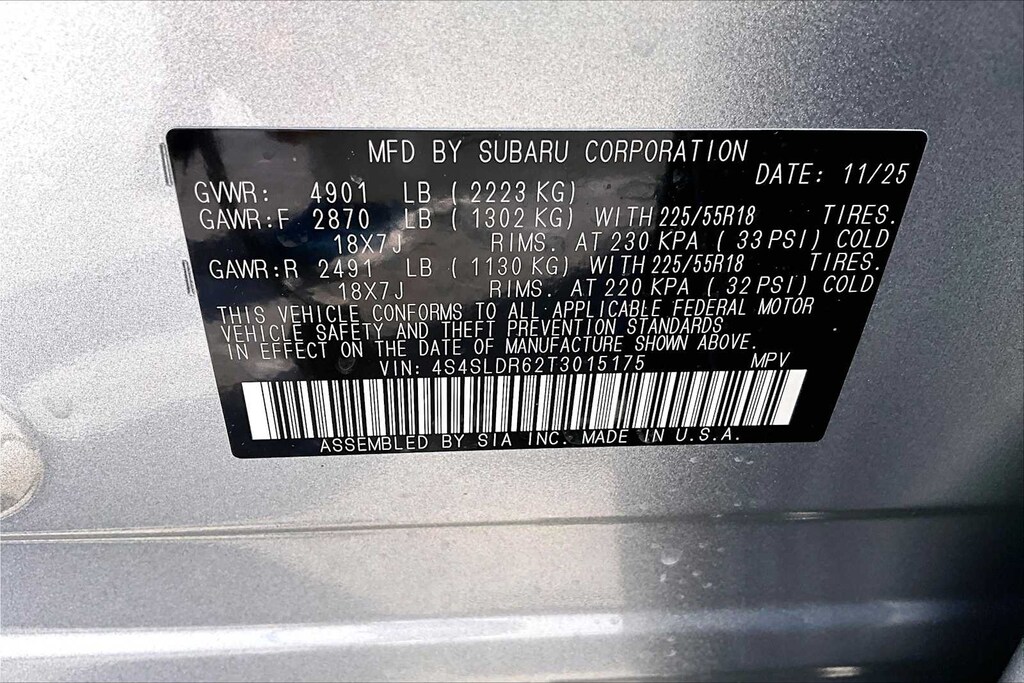 MFD BY SUBARU CORPORATION
DATE: 11/25
GVWR: 4901 LB ( 2223 KG)
GAWR:F 2870 LB ( 1302 KG) WITH 225/55R18 TIRES.
18X7J RIMS. AT 230 KPA ( 33 PSI) COLD
GAWR:R 2491 LB ( 1130 KG) WITH 225/55R18 TIRES.
18X7J RIMS. AT 220 KPA ( 32 PSI) COLD
THIS VEHICLE CONFORMS TO ALL APPLICABLE FEDERAL MOTOR
VEHICLE SAFETY AND THEFT PREVENTION STANDARDS
IN EFFECT ON THE DATE OF MANUFACTURE SHOWN ABOVE.
VIN: 4S4SLDR62T3015175 MPV
ASSEMBLED BY SIA INC. MADE IN U.S.A.